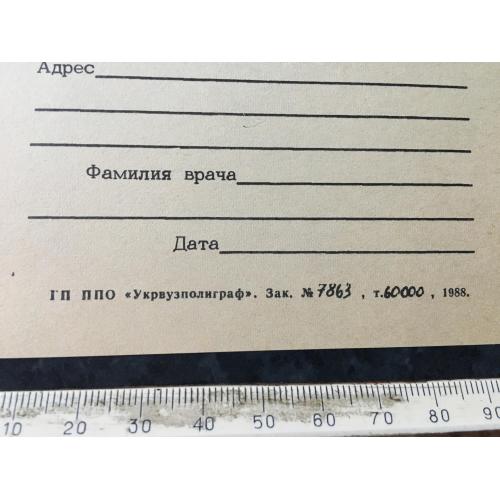 Адрес
Фамилия врача
Дата
ГП ППО «Укрвузполиграф». Зак. № 7863 , т.60000 , 1988.
10 20 30 40 50 60 70 80 90